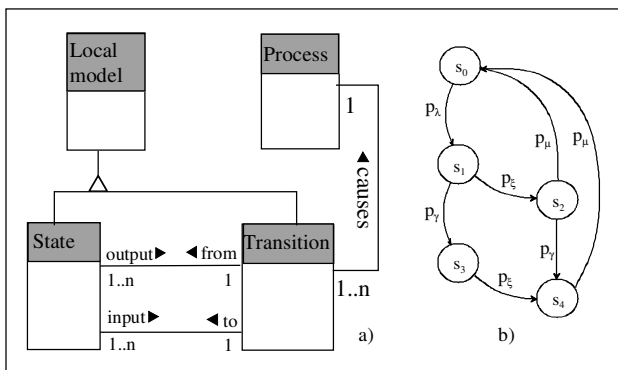 Local
model
Process
1
causes
State
Transition
output
from
1..n
1
input
to
1..n
1
1..n
a)
s₀
pλ
pμ
pμ
s₁
pξ
s₂
pγ
pγ
s₃
pξ
s₄
b)